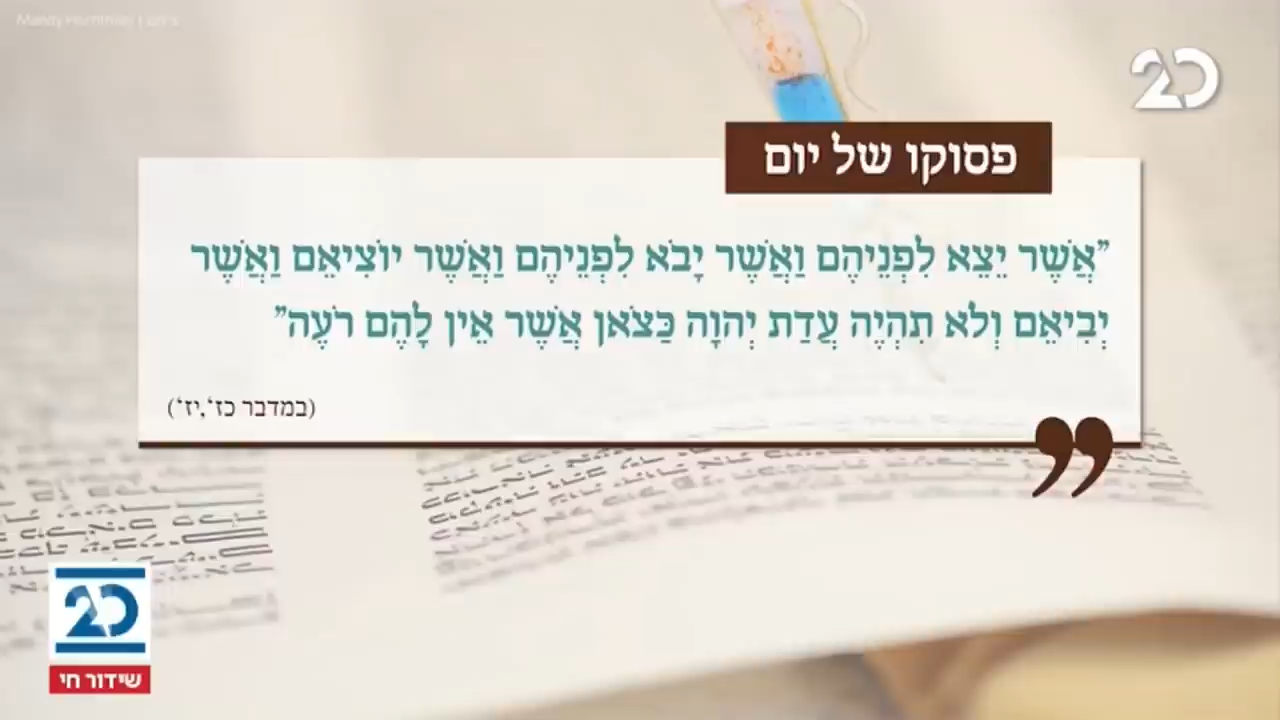 20
פסוקו של יום
"אֲשֶׁר יֵצֵא לִפְנֵיהֶם וַאֲשֶׁר יָבֹא לִפְנֵיהֶם וַאֲשֶׁר יוֹצִיאֵם וַאֲשֶׁר
יְבִיאֵם וְלֹא תִהְיֶה עֲדַת יְהוָה כַּצֹּאן אֲשֶׁר אֵין לָהֶם רֹעֶה"
(במדבר כז',יז')
20
שידור חי